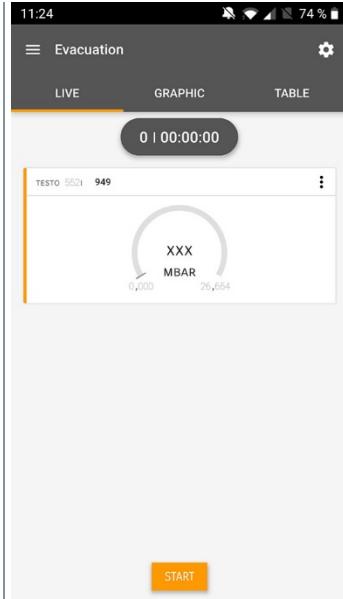 11:24 74 %
Evacuation
LIVE GRAPHIC TABLE
0 | 00:00:00
TESTO 552I 949
XXX
MBAR
0,000 26,664
START